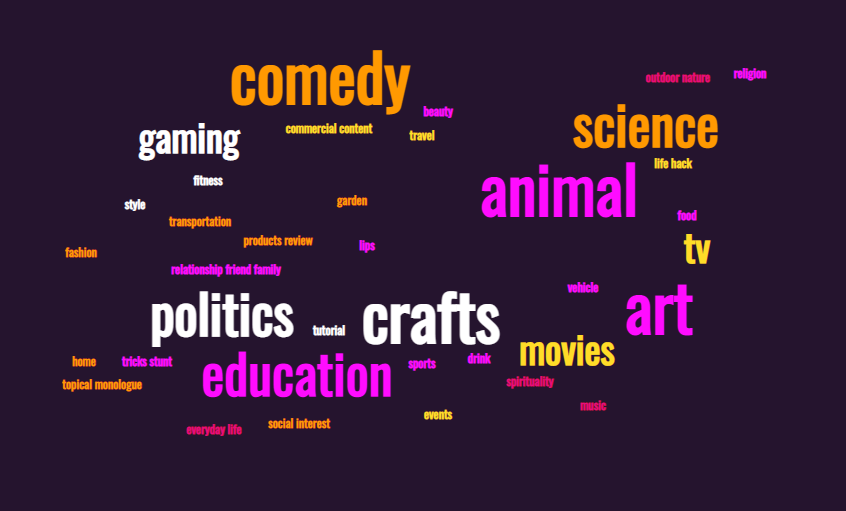 comedy
outdoor nature
religion
beauty
science
gaming
commercial content
travel
life hack
fitness
animal
style
garden
food
transportation
fashion
products review
lips
tv
relationship friend family
vehicle
politics
crafts
art
tutorial
movies
home
tricks stunt
education
sports
drink
topical monologue
spirituality
music
everyday life
social interest
events